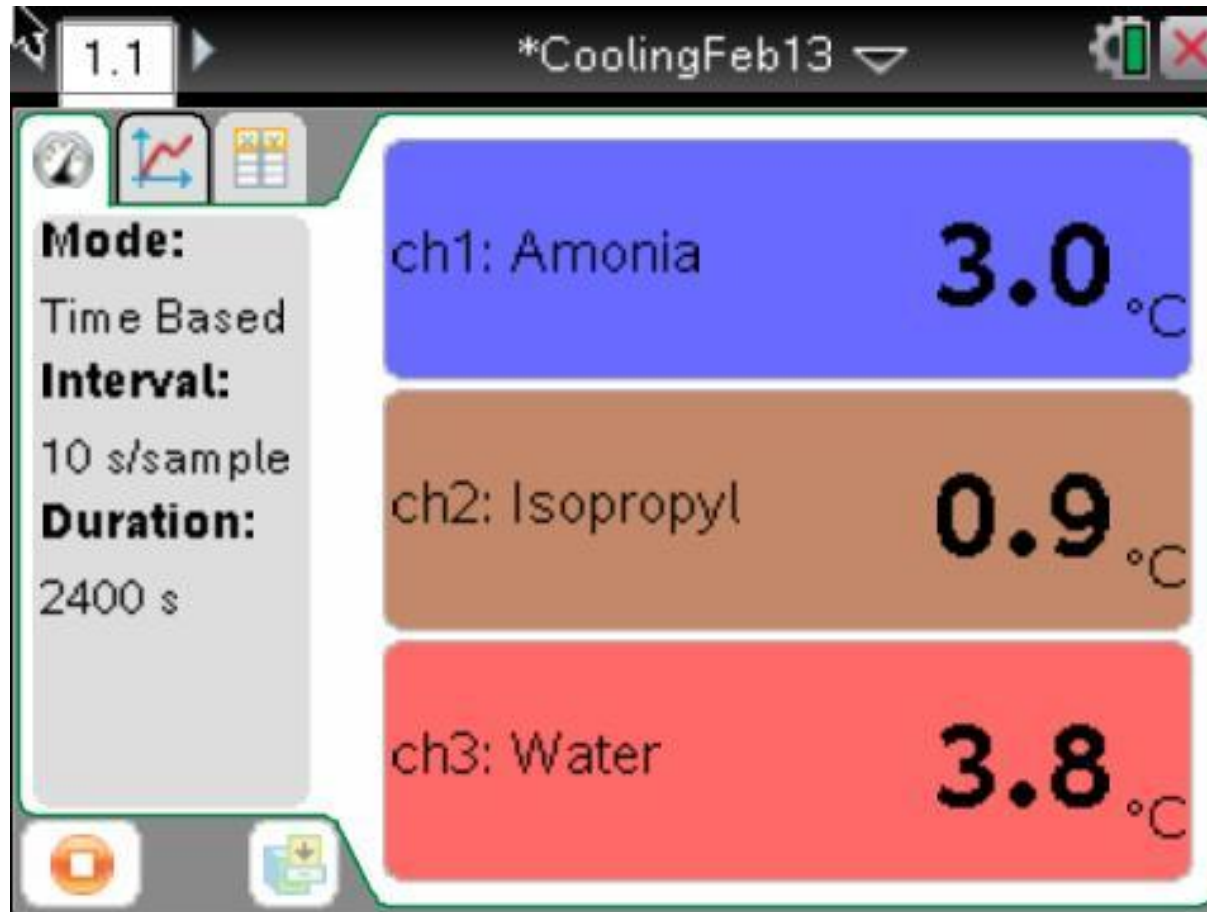 1.1
*CoolingFeb13
Mode:
Time Based
Interval:
10 s/sample
Duration:
2400 s
ch1: Amonia 3.0 °C
ch2: Isopropyl 0.9 °C
ch3: Water 3.8 °C